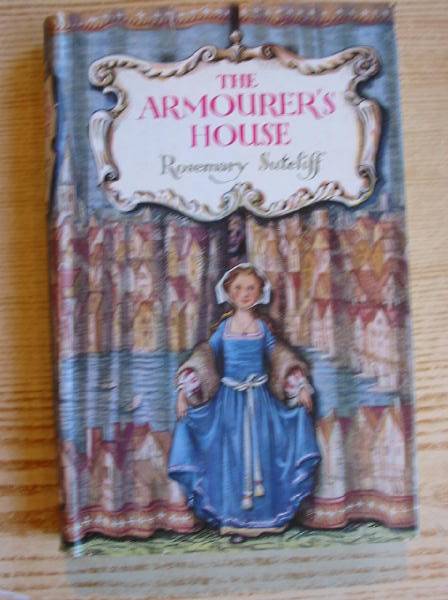 THE
ARMOURER'S
HOUSE
Rosemary Sutcliff